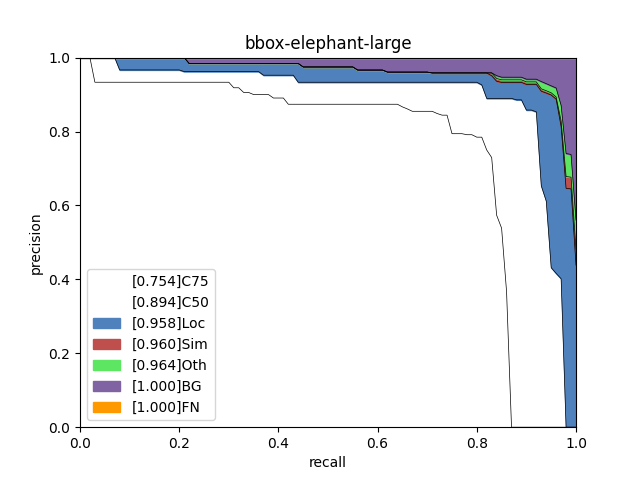 bbox-elephant-large
1.0
0.8
0.6
0.4
0.2
0.0
precision
[0.754]C75
[0.894]C50
[0.958]Loc
[0.960]Sim
[0.964]Oth
[1.000]BG
[1.000]FN
0.0 0.2 0.4 0.6 0.8 1.0
recall